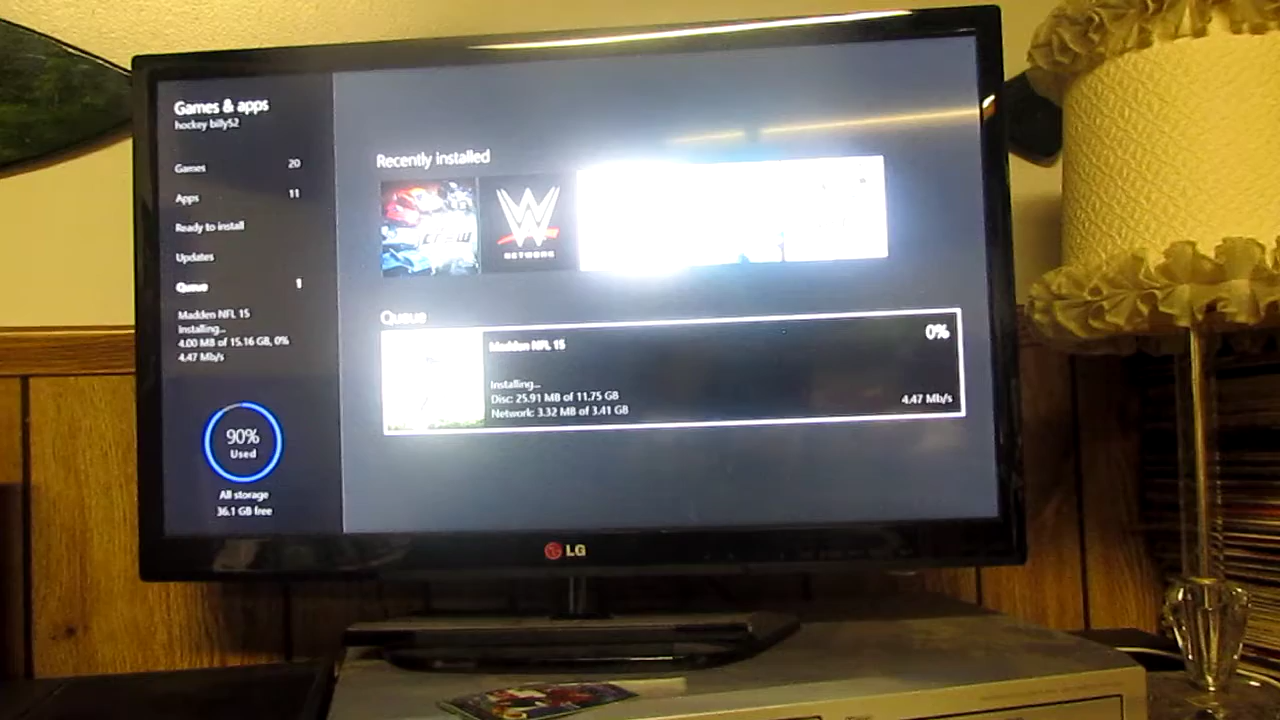 Games & apps
hockey billy52
Games 20
Apps 11
Ready to install
Updates
Queue 1
Madden NFL 15
Installing...
4.00 MB of 15.16 GB, 0%
4.47 Mb/s
90%
Used
All storage
36.1 GB free
Recently installed
CREW
W
NETWORK
Queue
Madden NFL 15
0%
Installing...
Disc: 25.91 MB of 11.75 GB
Network: 3.32 MB of 3.41 GB
4.47 Mb/s
LG